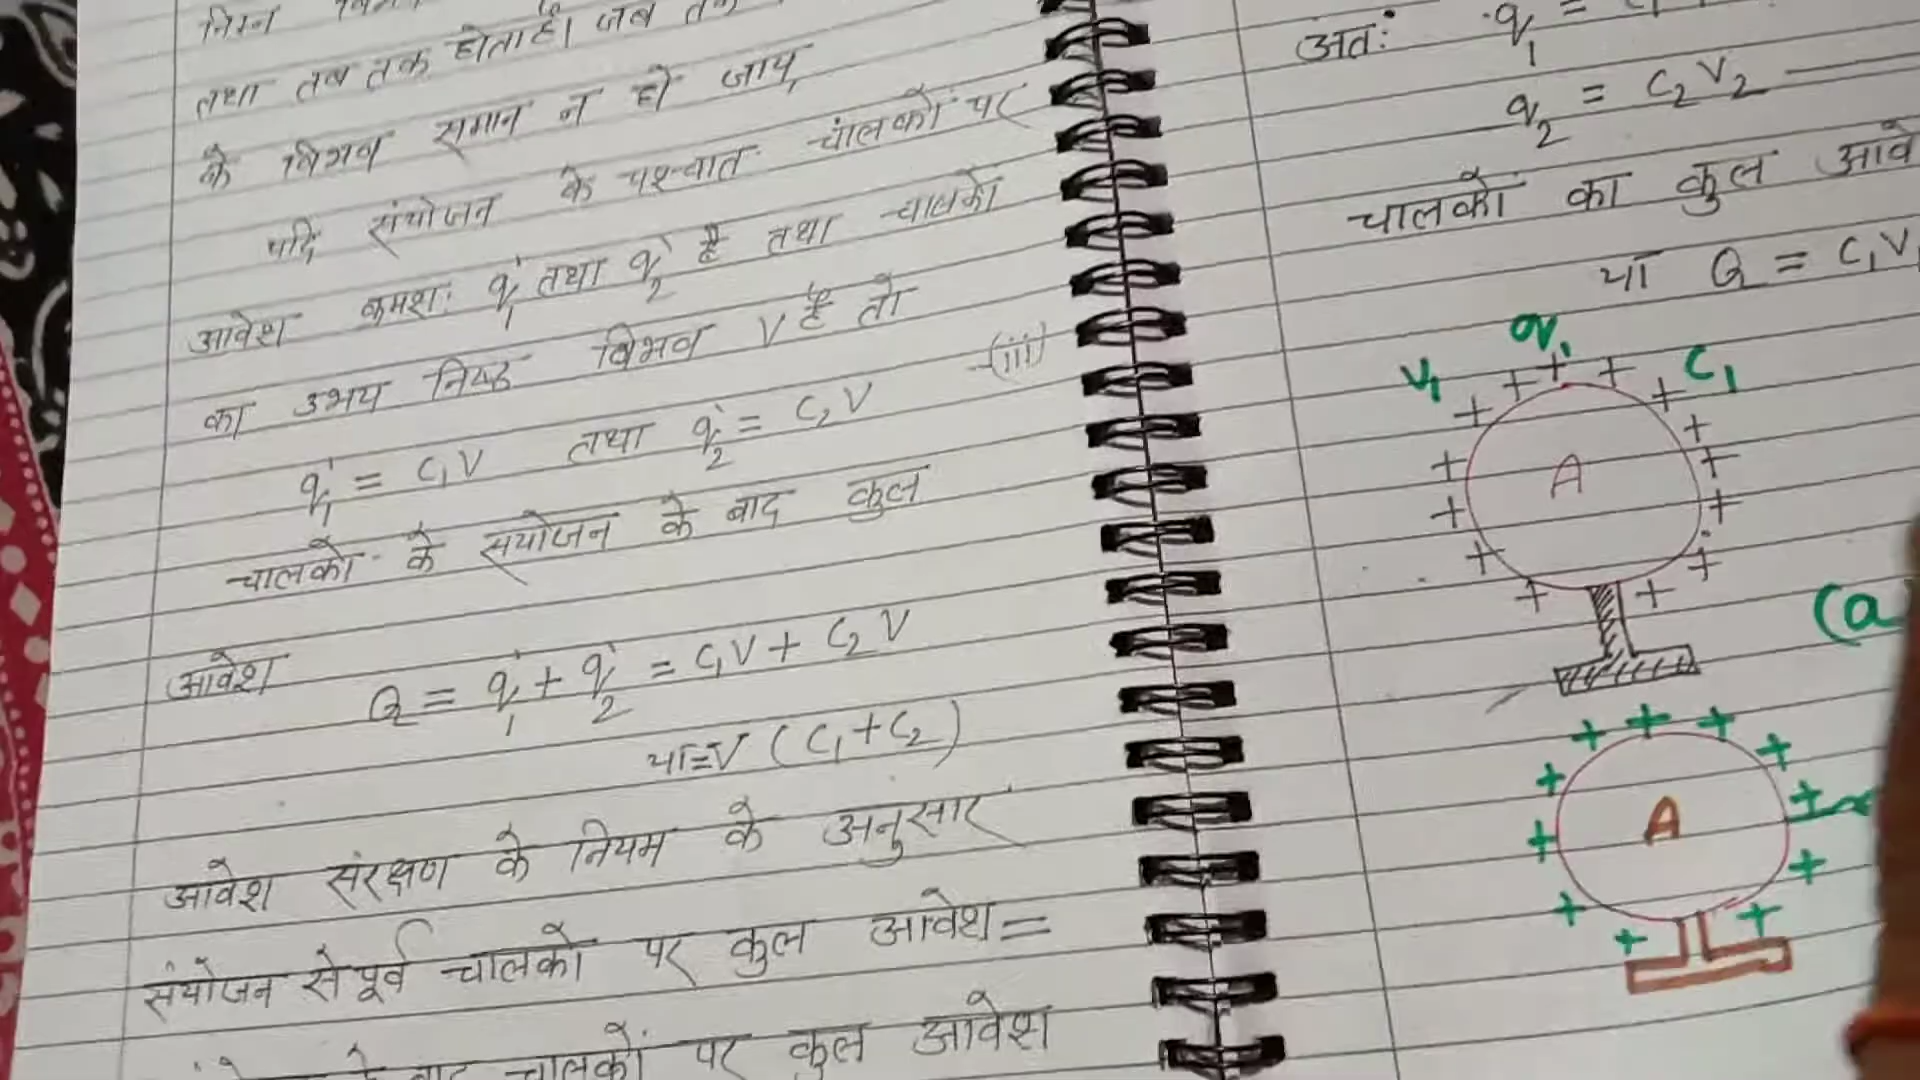 निम्न
तथा तब तक होता है। जब तक
के विभव समान न हो जाए
यदि संयोजन के पश्चात चालकों पर
आवेश क्रमशः q₁' तथा q₂' है तथा चालकों
का उभय निष्ठ विभव V है तो
q₁' = C₁V तथा q₂' = C₂V -(iii)
चालकों के संयोजन के बाद कुल
आवेश
Q = q₁' + q₂' = C₁V + C₂V
या=V (C₁+C₂)
आवेश संरक्षण के नियम के अनुसार
संयोजन से पूर्व चालकों पर कुल आवेश =
के बाद चालकों पर कुल आवेश
अतः q₁ =
q₂ = C₂V₂
चालकों का कुल आवे
या Q = C₁V₁
V₁ q₁ C₁
A
(a
A